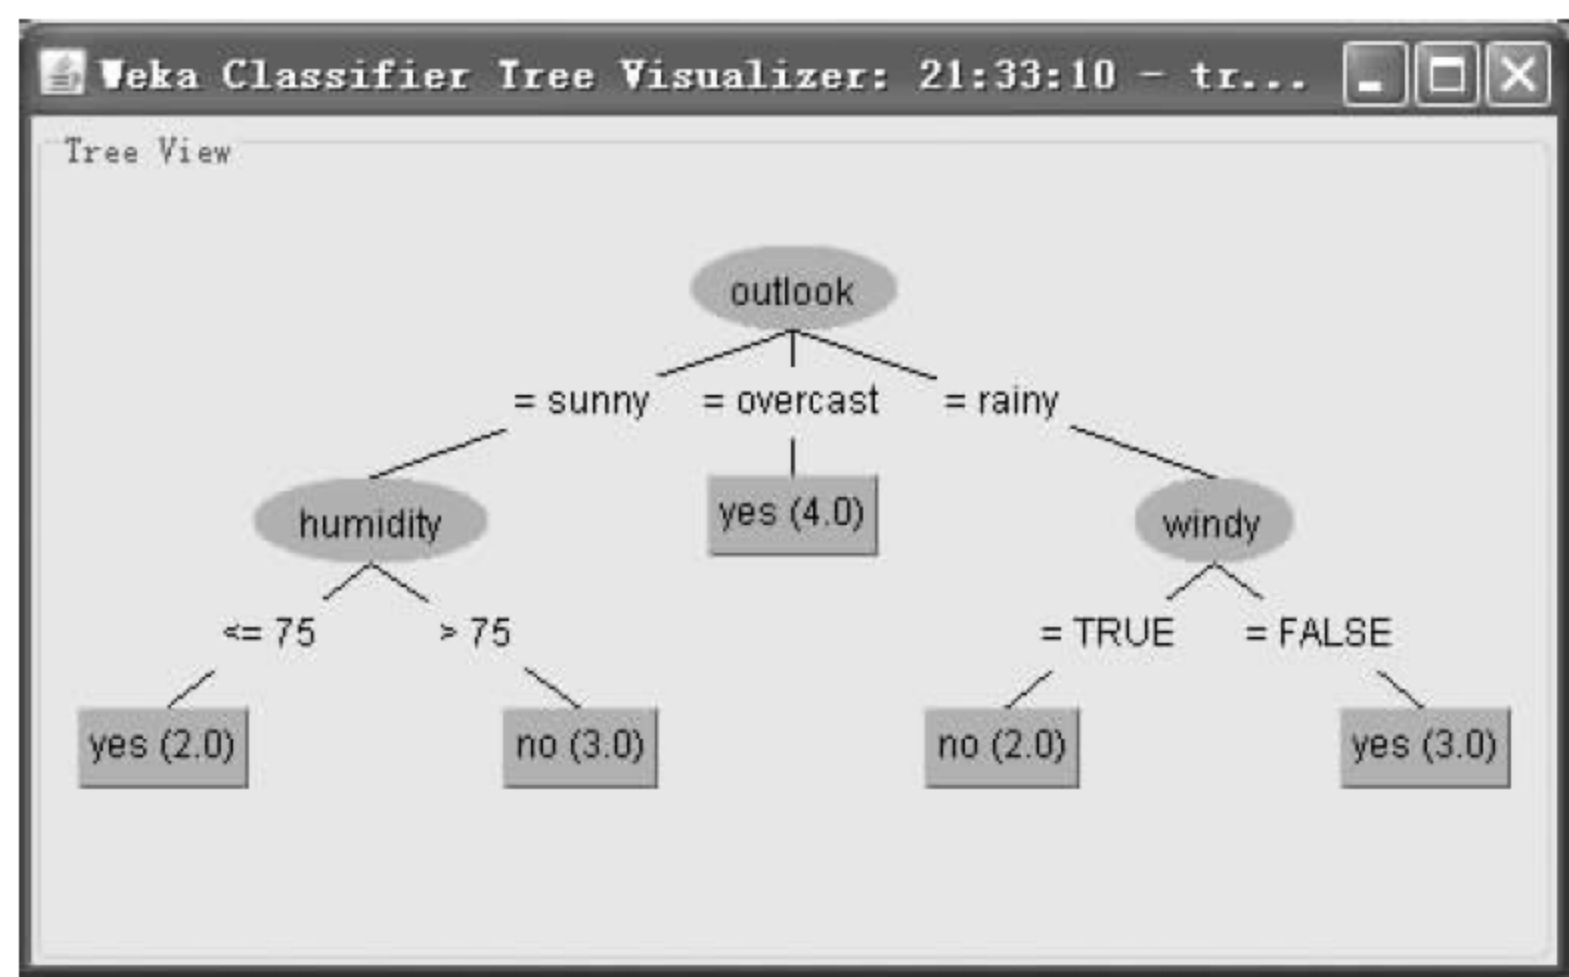 Weka Classifier Tree Visualizer: 21:33:10 - tr...
Tree View
outlook
= sunny = overcast = rainy
humidity yes (4.0) windy
<= 75 > 75 = TRUE = FALSE
yes (2.0) no (3.0) no (2.0) yes (3.0)